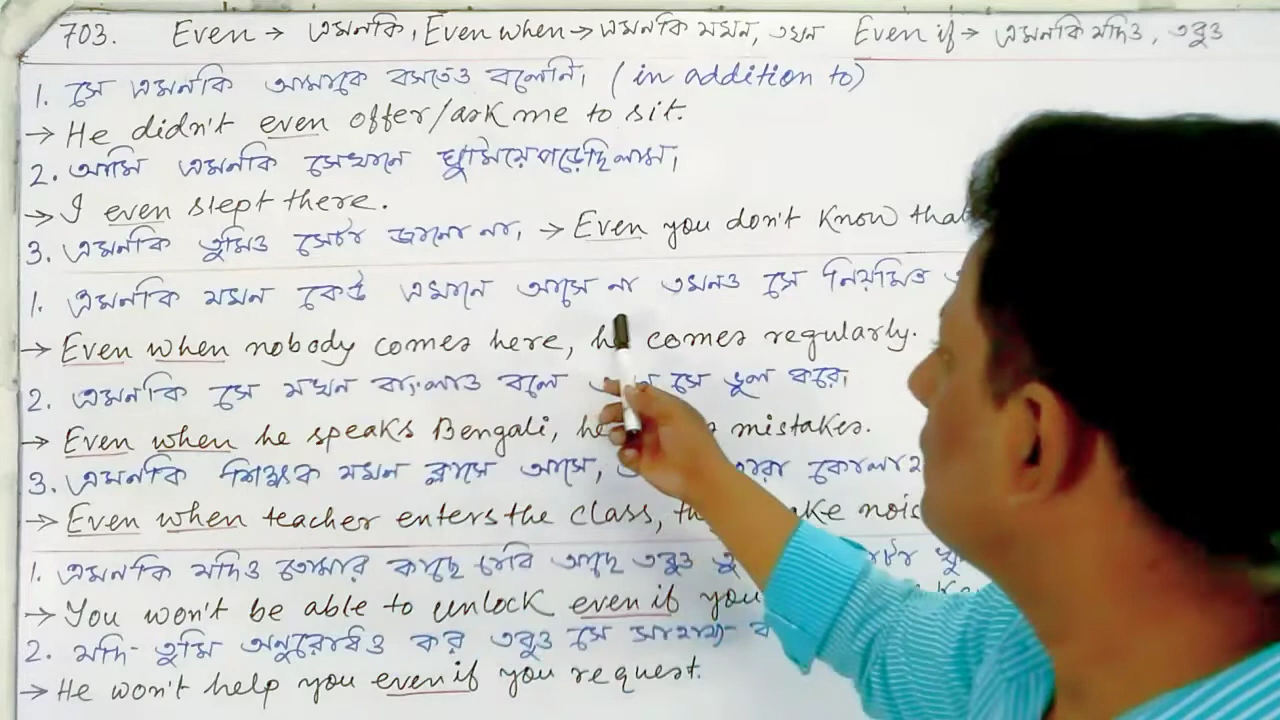 703. Even → এমনকি, Even when → এমনকি যখন, তখন Even if → এমনকি যদিও, তবুও
1. সে এমনকি আমাকে বসতেও বলেনি। (in addition to)
→ He didn't even offer/ask me to sit.
2. আমি এমনকি সেখানে ঘুমিয়ে পড়েছিলাম।
→ I even slept there.
3. এমনকি তুমিও সেটা জানো না। → Even you don't know that
1. এমনকি যখন কেউ এখানে আসে না তখনও সে নিয়মিত
→ Even when nobody comes here, he comes regularly.
2. এমনকি সে যখন বাংলাও বলে সে ভুল করে।
→ Even when he speaks Bengali, he mistakes.
3. এমনকি শিক্ষক যখন ক্লাসে আসে,
→ Even when teacher enters the class,
1. এমনকি যদিও তোমার কাছে চাবি আছে তবুও
→ You won't be able to unlock even if you
2. যদি তুমি অনুরোধও কর তবুও সে সাহায্য
→ He won't help you even if you request.